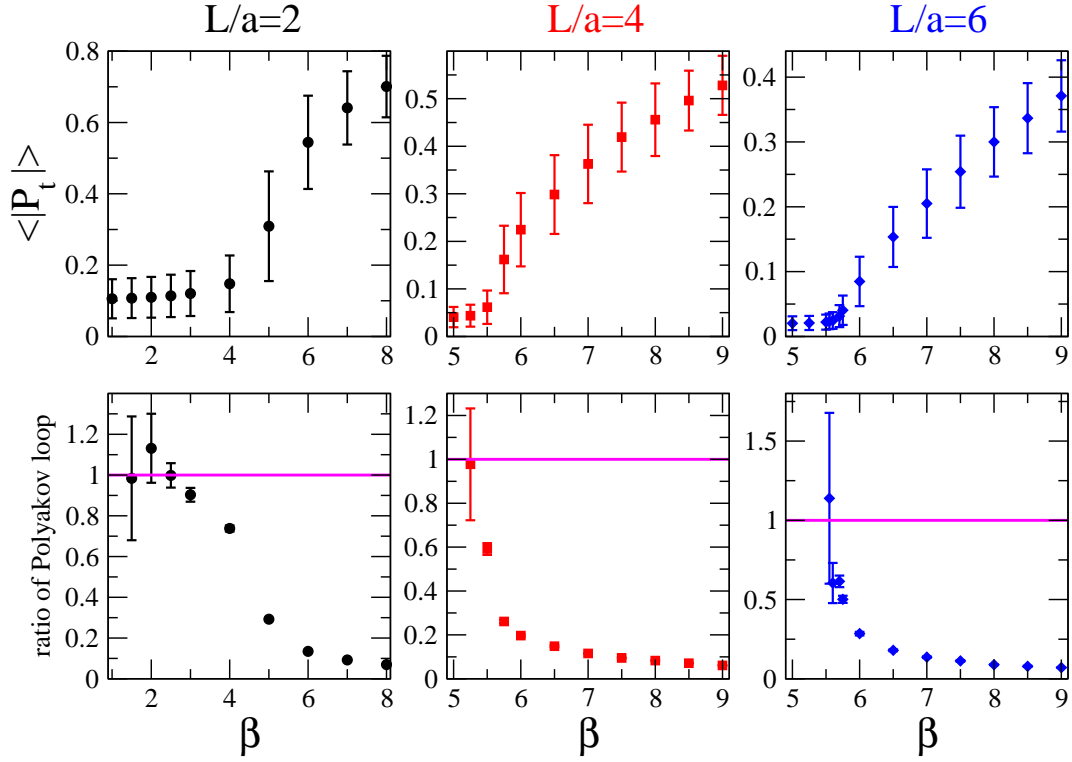 L/a=2 L/a=4 L/a=6
<|P_t|>
0 0.2 0.4 0.6 0.8
2 4 6 8
0 0.1 0.2 0.3 0.4 0.5
5 6 7 8 9
0 0.1 0.2 0.3 0.4
5 6 7 8 9
ratio of Polyakov loop
0 0.2 0.4 0.6 0.8 1 1.2
2 4 6 8
0 0.2 0.4 0.6 0.8 1 1.2
5 6 7 8 9
0 0.5 1 1.5
5 6 7 8 9
β β β